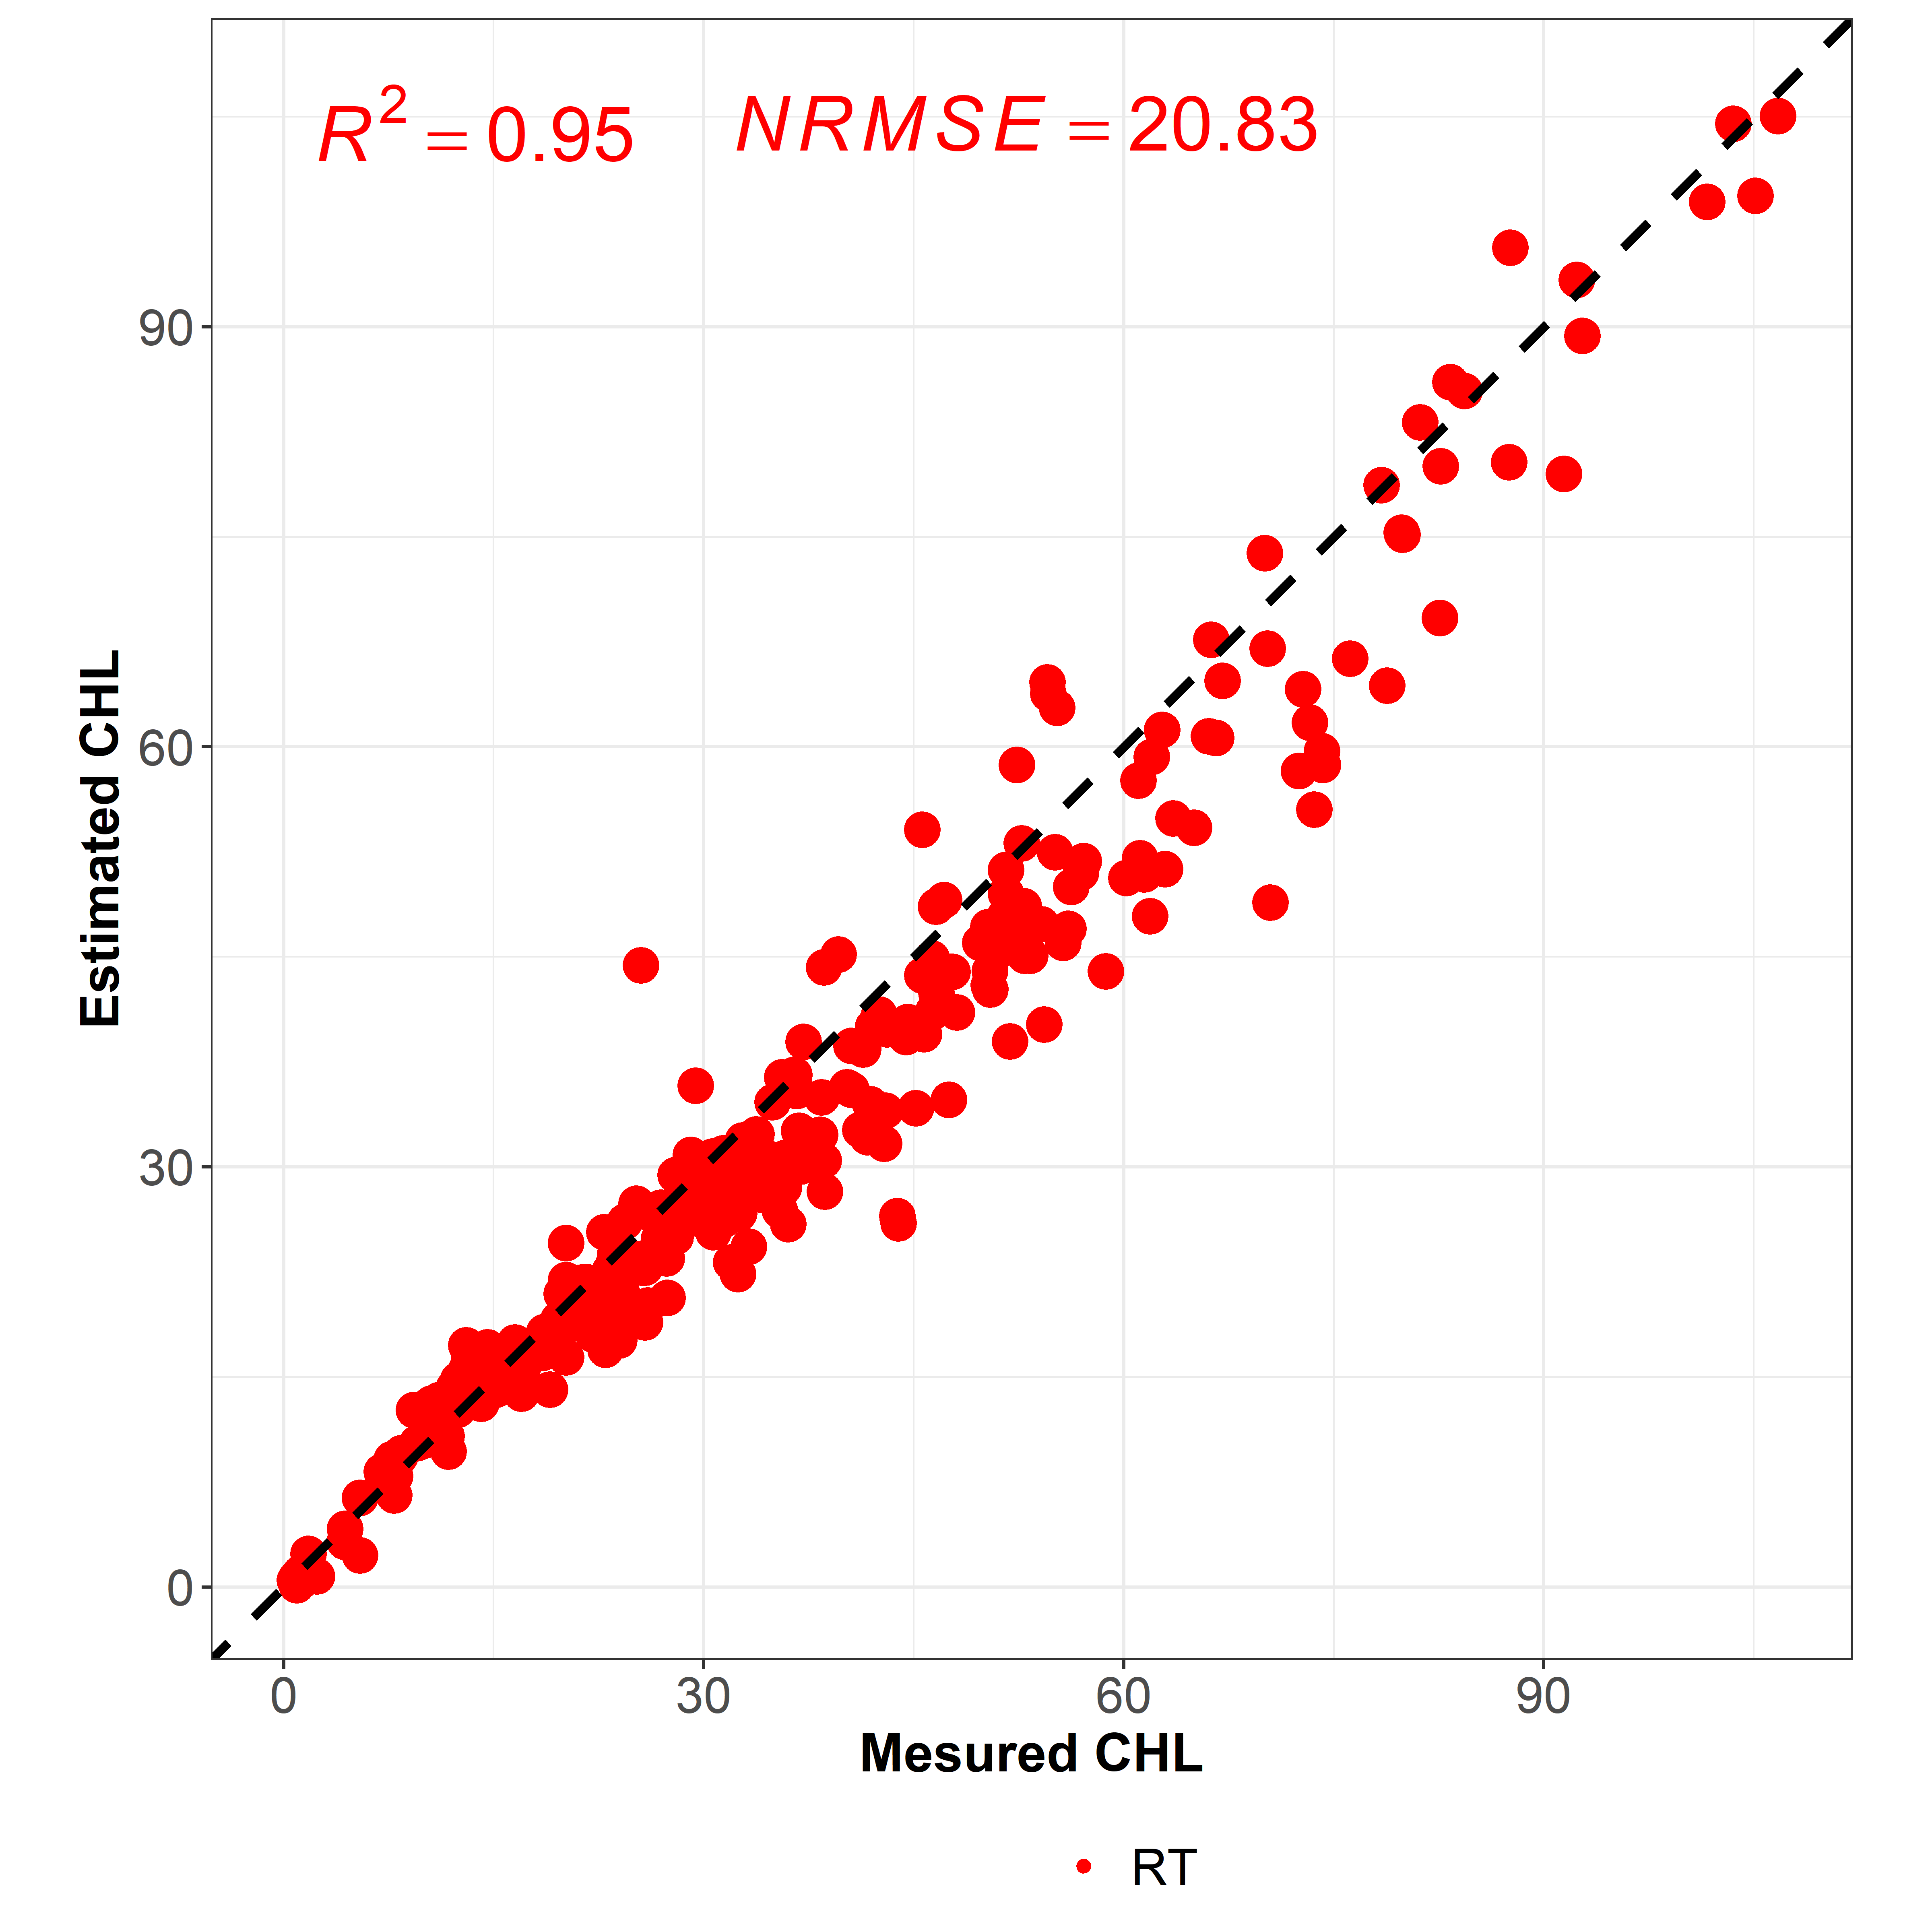 R² = 0.95 NRMSE = 20.83
90
60
30
0
Estimated CHL
0 30 60 90
Mesured CHL
RT